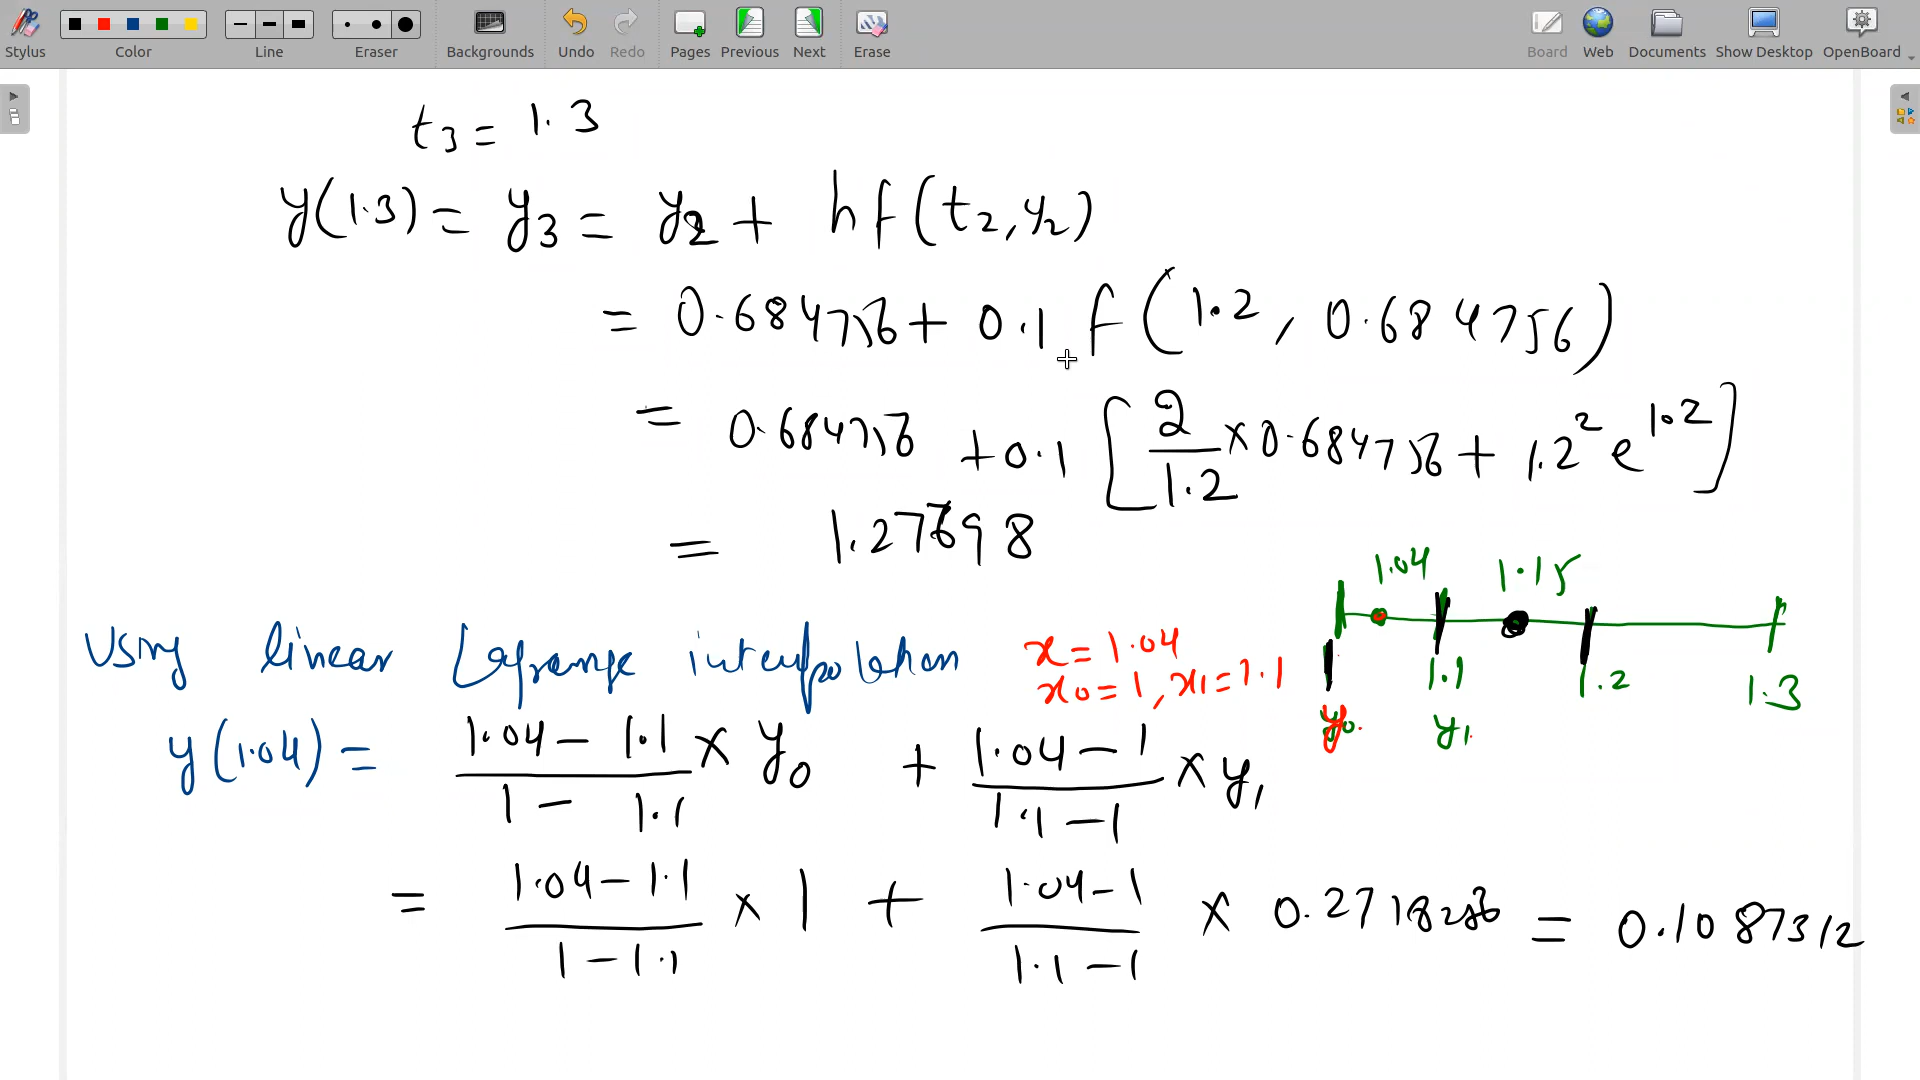 Stylus Color Line Eraser Backgrounds Undo Redo Pages Previous Next Erase Board Web Documents Show Desktop OpenBoard
t3 = 1.3
y(1.3) = y3 = y2 + hf(t2, y2)
= 0.684756 + 0.1 f(1.2, 0.684756)
= 0.684756 + 0.1 [2/1.2 × 0.684756 + 1.2² e^1.2]
= 1.27698
1.04 1.15
1.1 1.2 1.3
y0 y1
Using linear Lagrange interpolation
x = 1.04
x0 = 1, x1 = 1.1
y(1.04) = (1.04 - 1.1)/(1 - 1.1) × y0 + (1.04 - 1)/(1.1 - 1) × y1
= (1.04 - 1.1)/(1 - 1.1) × 1 + (1.04 - 1)/(1.1 - 1) × = 0.1087312